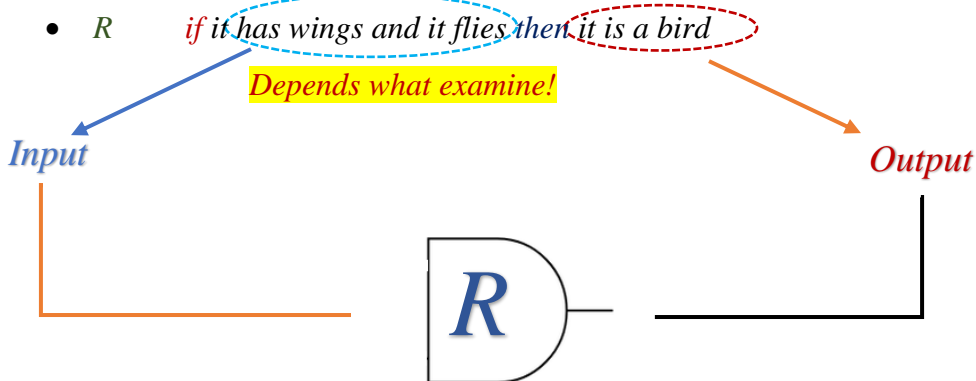 • R if it has wings and it flies then it is a bird
Depends what examine!
Input
Output
R